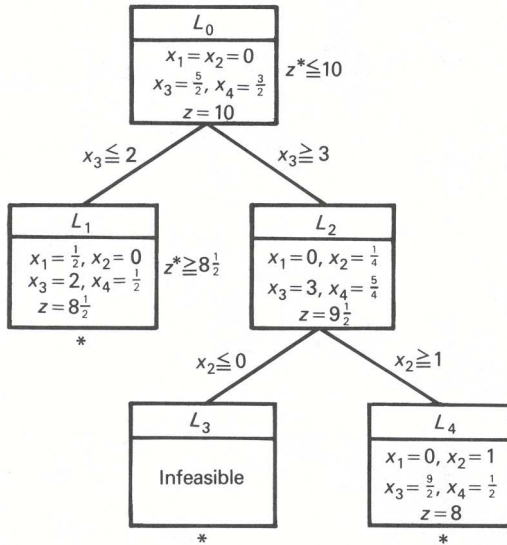 L₀
x₁ = x₂ = 0
x₃ = 5/2, x₄ = 3/2
z = 10
z* ≦ 10
x₃ ≦ 2
x₃ ≧ 3
L₁
x₁ = 1/2, x₂ = 0
x₃ = 2, x₄ = 1/2
z = 8 1/2
*
z* ≧ 8 1/2
L₂
x₁ = 0, x₂ = 1/4
x₃ = 3, x₄ = 5/4
z = 9 1/2
x₂ ≦ 0
x₂ ≧ 1
L₃
Infeasible
*
L₄
x₁ = 0, x₂ = 1
x₃ = 9/2, x₄ = 1/2
z = 8
*